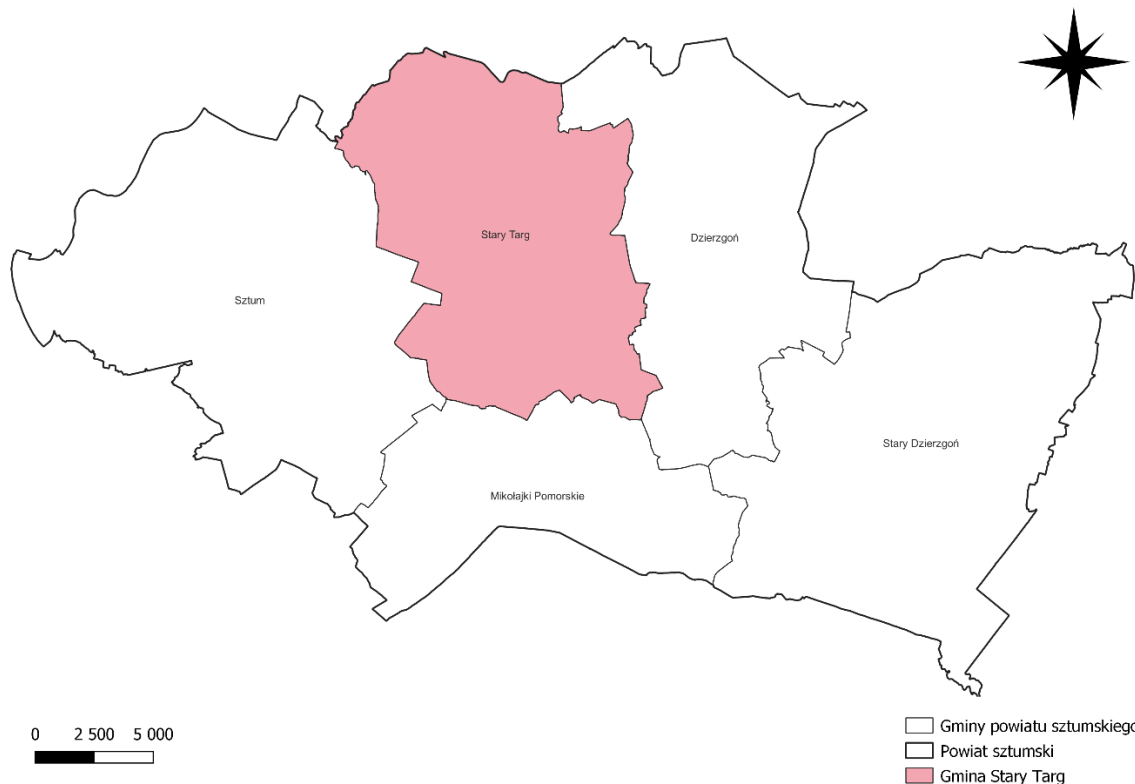 Stary Targ
Dzierzgoń
Sztum
Stary Dzierzgoń
Mikołajki Pomorskie
0 2 500 5 000
Gminy powiatu sztumskiego
Powiat sztumski
Gmina Stary Targ